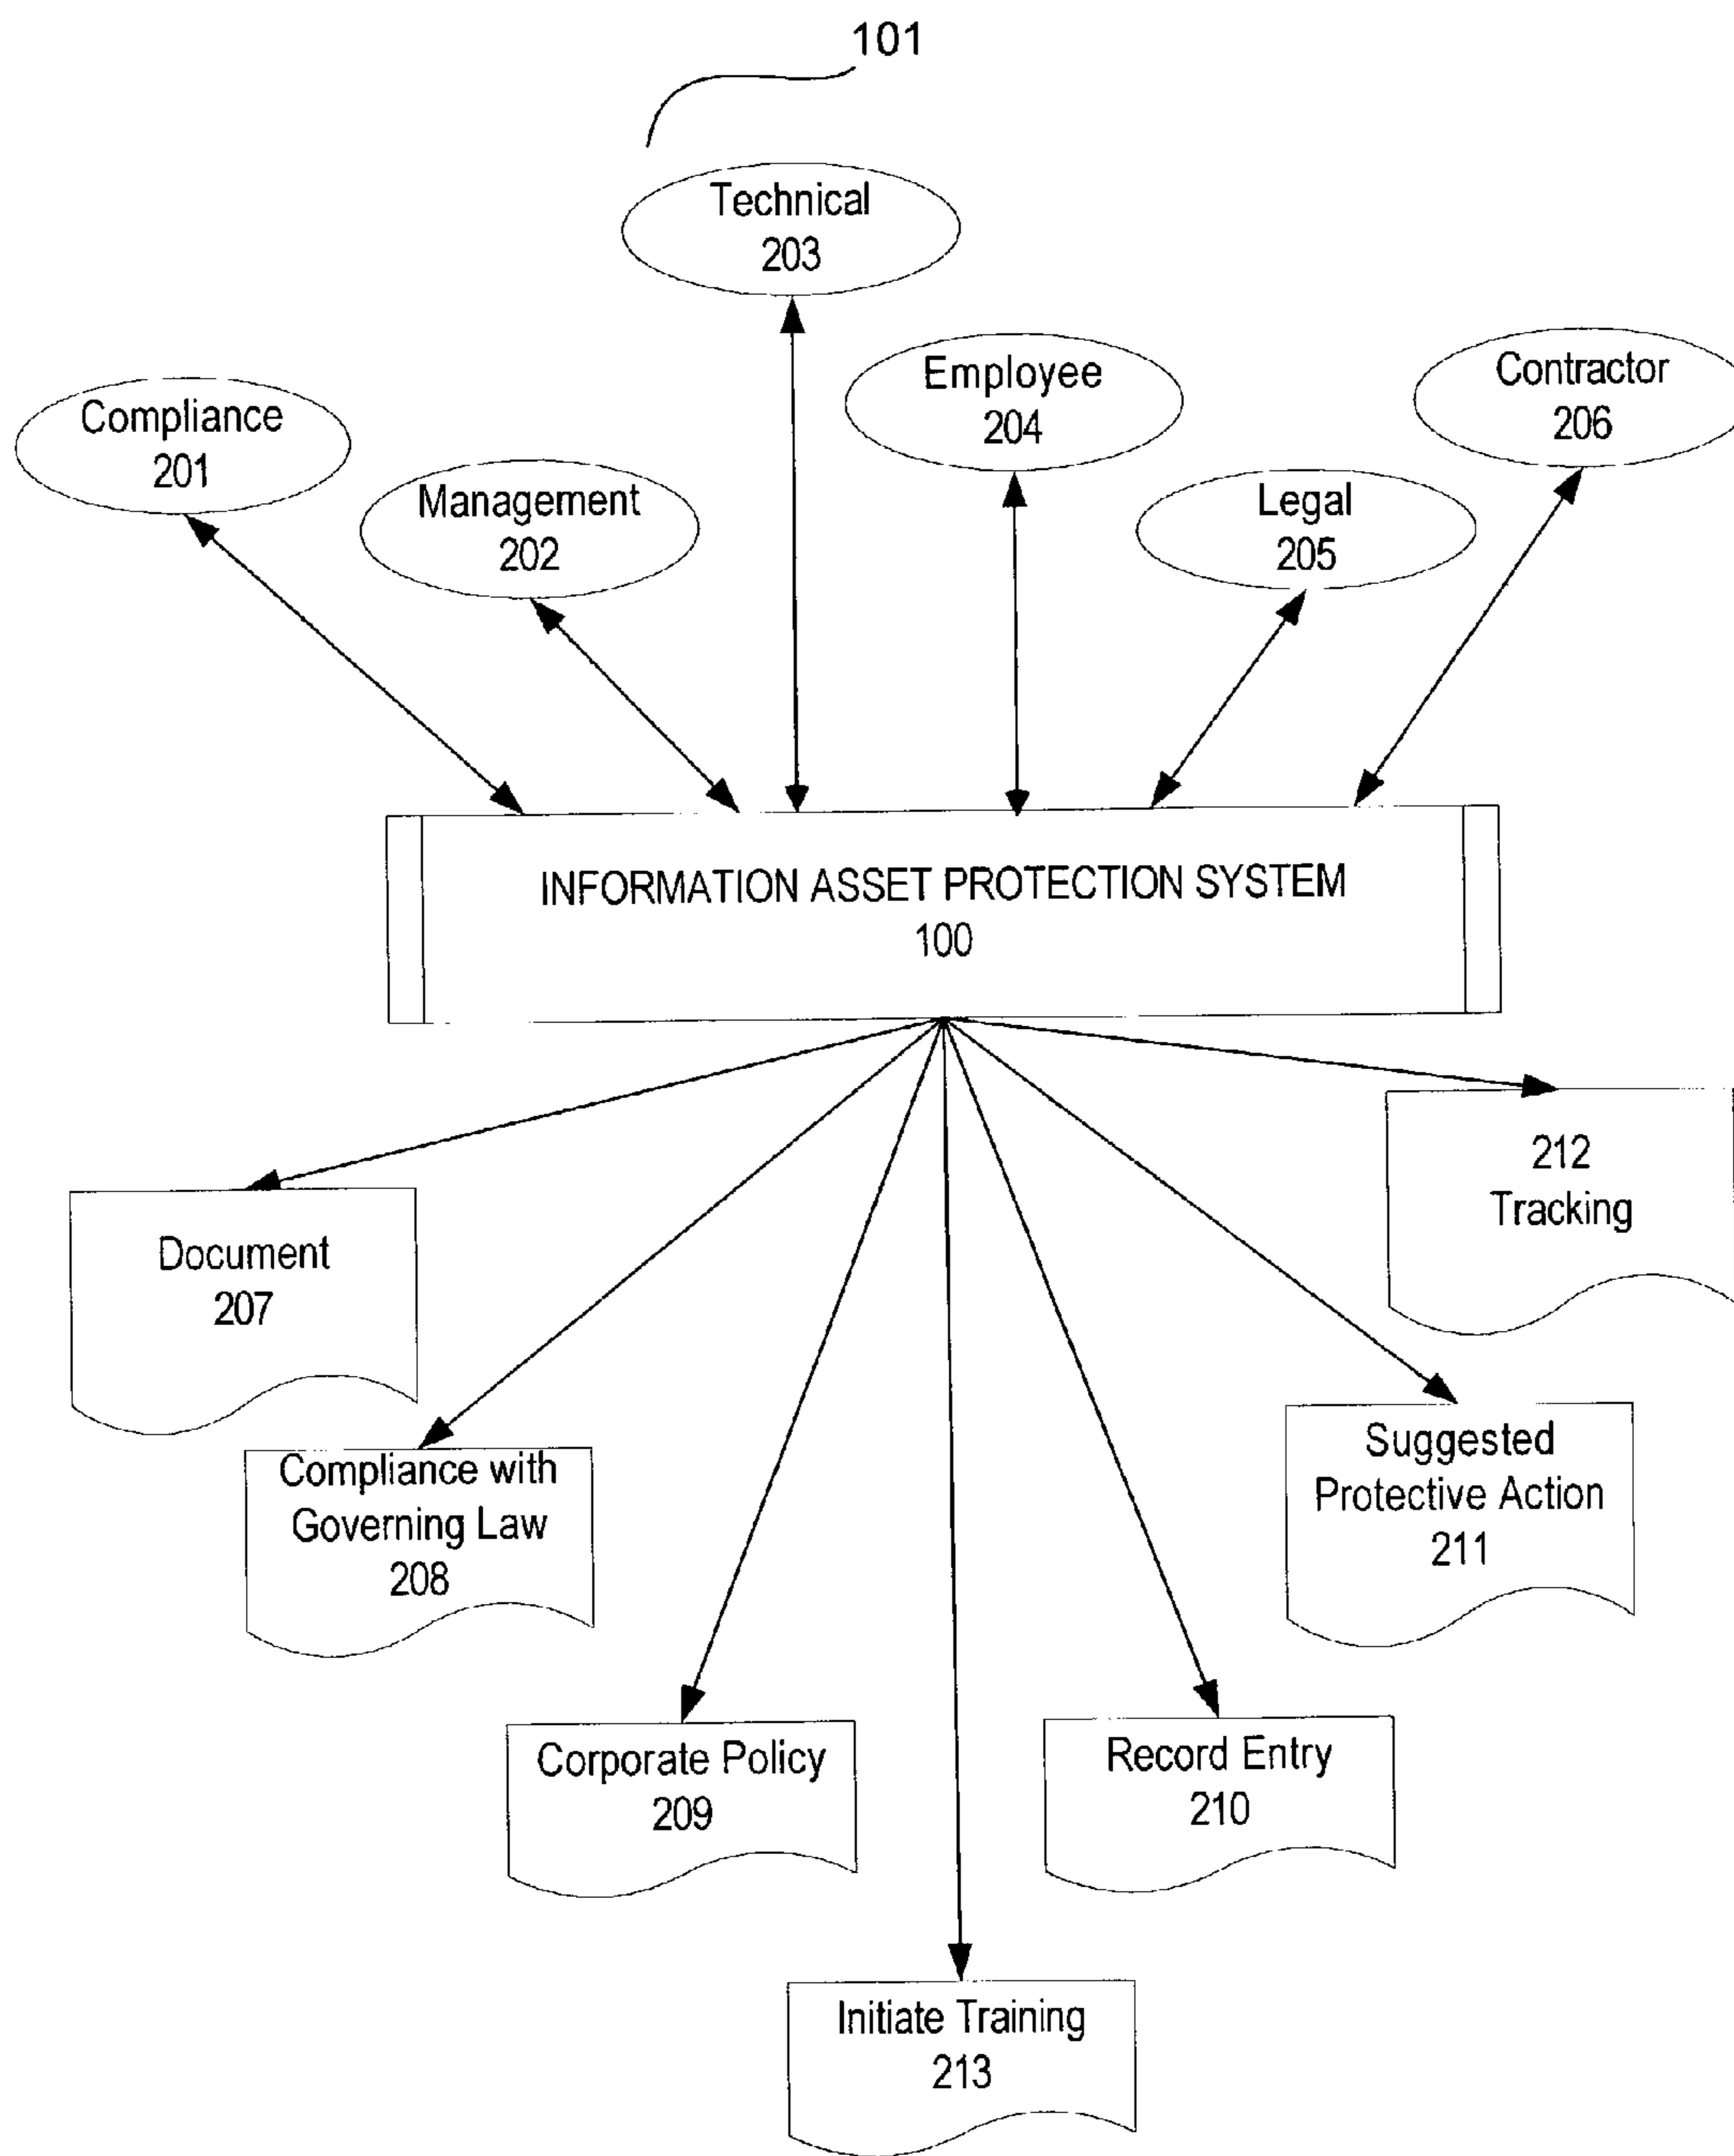 101
Technical
203
Employee
204
Contractor
206
Compliance
201
Management
202
Legal
205
INFORMATION ASSET PROTECTION SYSTEM
100
212
Tracking
Document
207
Suggested
Protective Action
211
Compliance with
Governing Law
208
Corporate Policy
209
Record Entry
210
Initiate Training
213